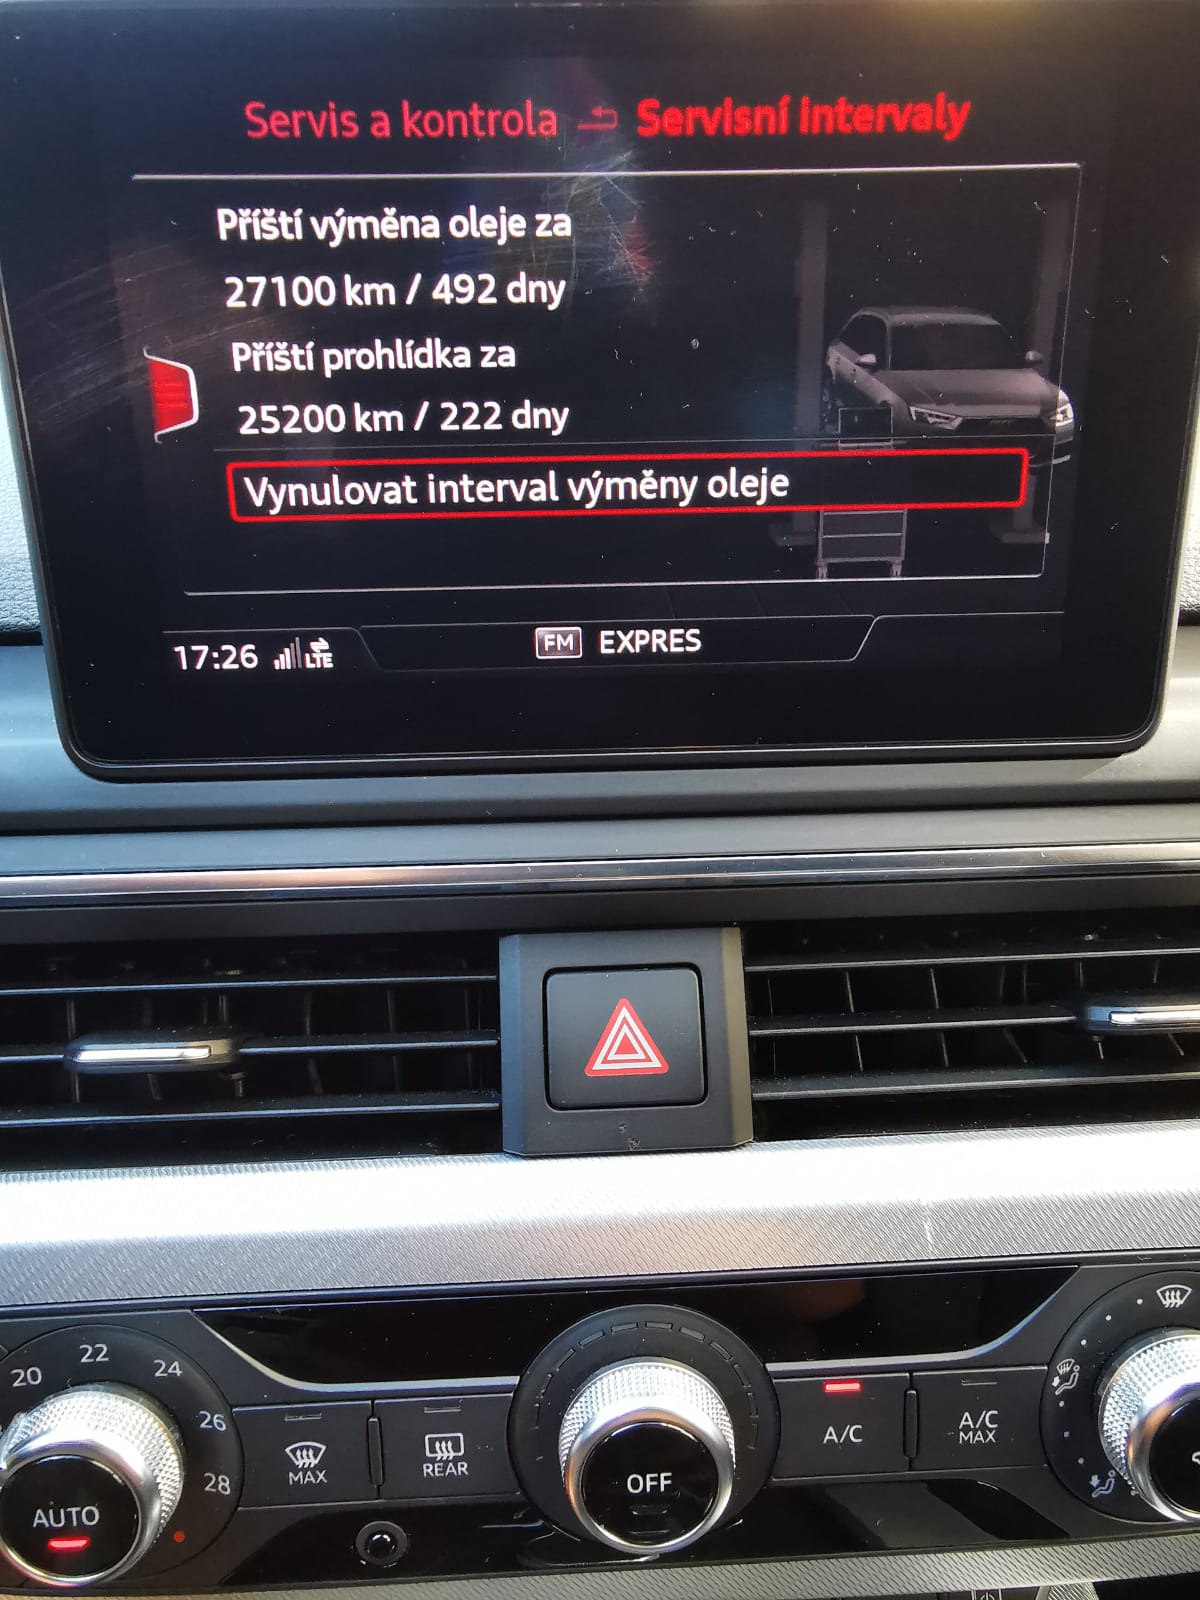 Servis a kontrola Servisní intervaly
Příští výměna oleje za
27100 km / 492 dny
Příští prohlídka za
25200 km / 222 dny
Vynulovat interval výměny oleje
17:26 LTE FM EXPRES
20 22 24 26 28
AUTO
MAX
REAR
OFF
A/C
A/C MAX